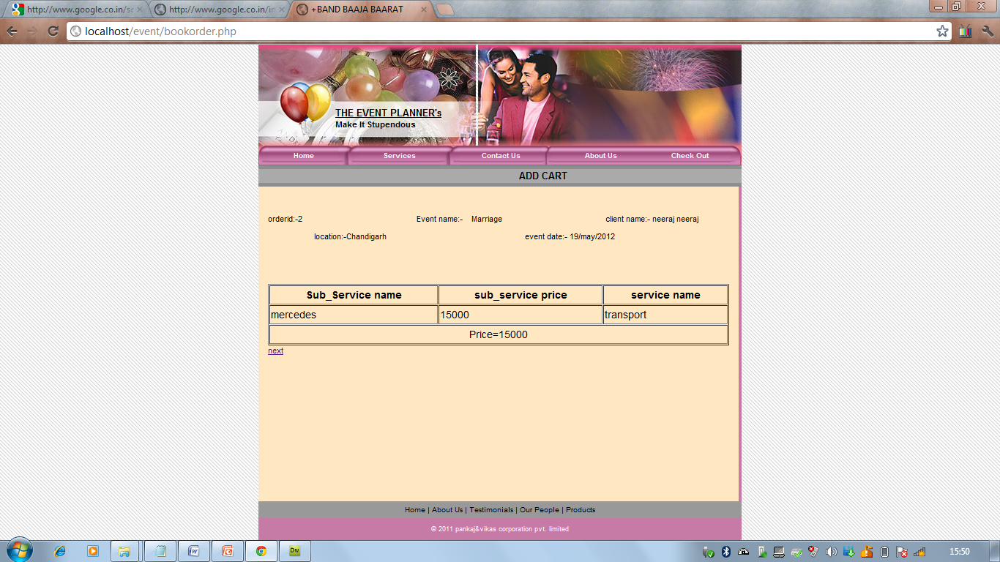 http://www.google.co.in/se
http://www.google.co.in/in
+BAND BAAJA BAARAT
localhost/event/bookorder.php
THE EVENT PLANNER's
Make It Stupendous
Home Services Contact Us About Us Check Out
ADD CART
orderid:-2 Event name:- Marriage client name:- neeraj neeraj
location:-Chandigarh event date:- 19/may/2012
Sub_Service name sub_service price service name
mercedes 15000 transport
Price=15000
next
Home | About Us | Testimonials | Our People | Products
© 2011 pankaj&vikas corporation pvt. limited
Dw
15:50